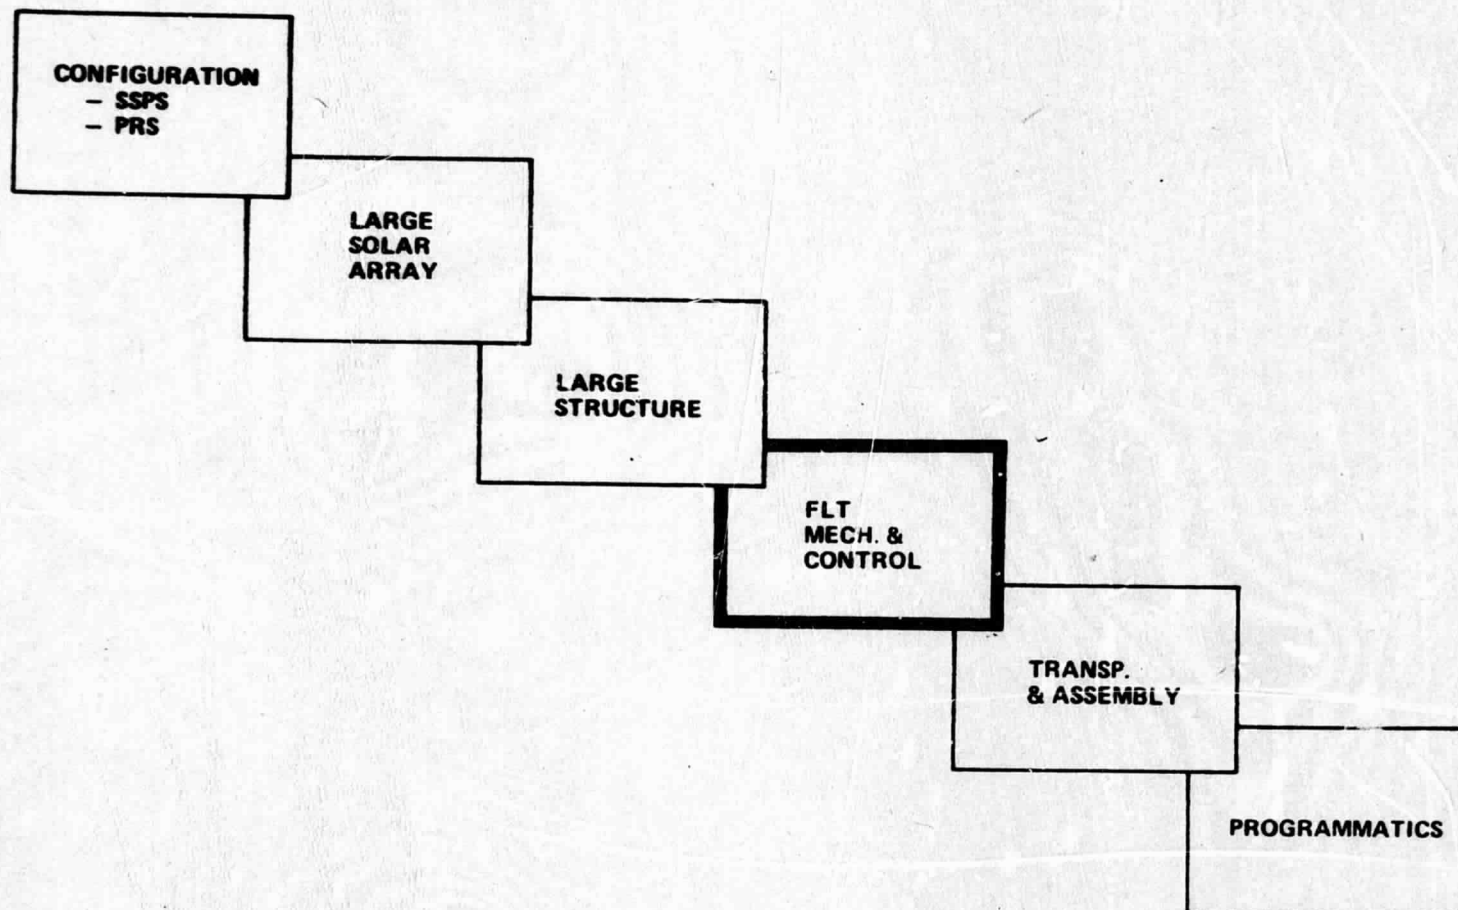 CONFIGURATION
– SSPS
– PRS
LARGE
SOLAR
ARRAY
LARGE
STRUCTURE
FLT
MECH. &
CONTROL
TRANSP.
& ASSEMBLY
PROGRAMMATICS